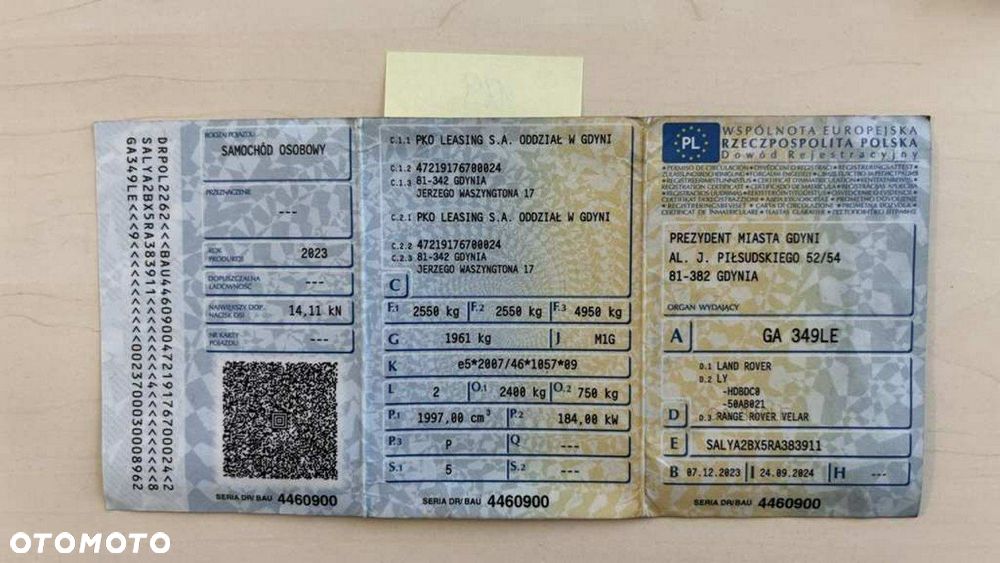 DRPOL2262<<BAU4460900472191767000024<<2
SALYA2BX5RA383911<<<<<<<<<<4<<<<<<<<8
GA349LE<<<9<<<<<<<<<<0023700030008962
RODZAJ POJAZDU
SAMOCHÓD OSOBOWY
PRZEZNACZENIE
---
ROK PRODUKCJI
2023
DOPUSZCZALNA ŁADOWNOŚĆ
---
NAJWIĘKSZY DOP. NACISK OSI
14,11 kN
NR KARTY POJAZDU
---
SERIA DR/BAU 4460900
C.1.1 PKO LEASING S.A. ODDZIAŁ W GDYNI
C.1.2 47219176700024
C.1.3 81-342 GDYNIA
JERZEGO WASZYNGTONA 17
C.2.1 PKO LEASING S.A. ODDZIAŁ W GDYNI
C.2.2 47219176700024
C.2.3 81-342 GDYNIA
JERZEGO WASZYNGTONA 17
C
F.1 2550 kg F.2 2550 kg F.3 4950 kg
G 1961 kg J M1G
K e5*2007/46*1057*09
L 2 O.1 2400 kg O.2 750 kg
P.1 1997,00 cm³ P.2 184,00 kW
P.3 P Q ---
S.1 5 S.2 ---
SERIA DR/BAU 4460900
PL
WSPÓLNOTA EUROPEJSKA
RZECZPOSPOLITA POLSKA
Dowód Rejestracyjny
PREZYDENT MIASTA GDYNI
AL. J. PIŁSUDSKIEGO 52/54
81-382 GDYNIA
ORGAN WYDAJĄCY
A GA 349LE
D.1 LAND ROVER
D.2 LY
-HDBDC0
-50AB021
D D.3 RANGE ROVER VELAR
E SALYA2BX5RA383911
B 07.12.2023 I 24.09.2024 H ---
SERIA DR/BAU 4460900
OTOMOTO